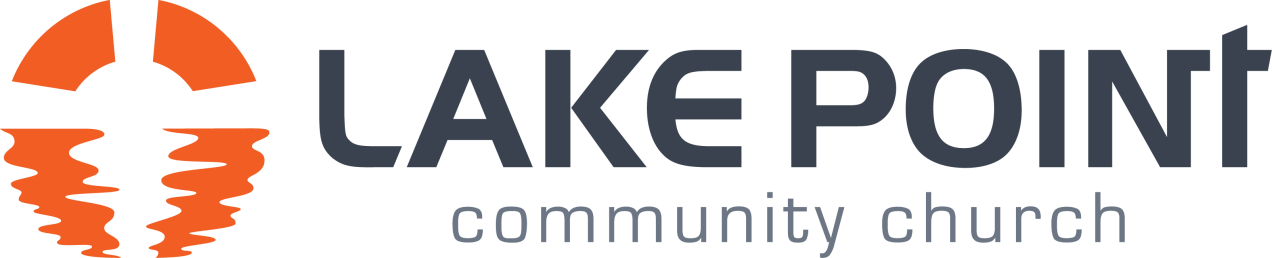 LAKE POINt
community church